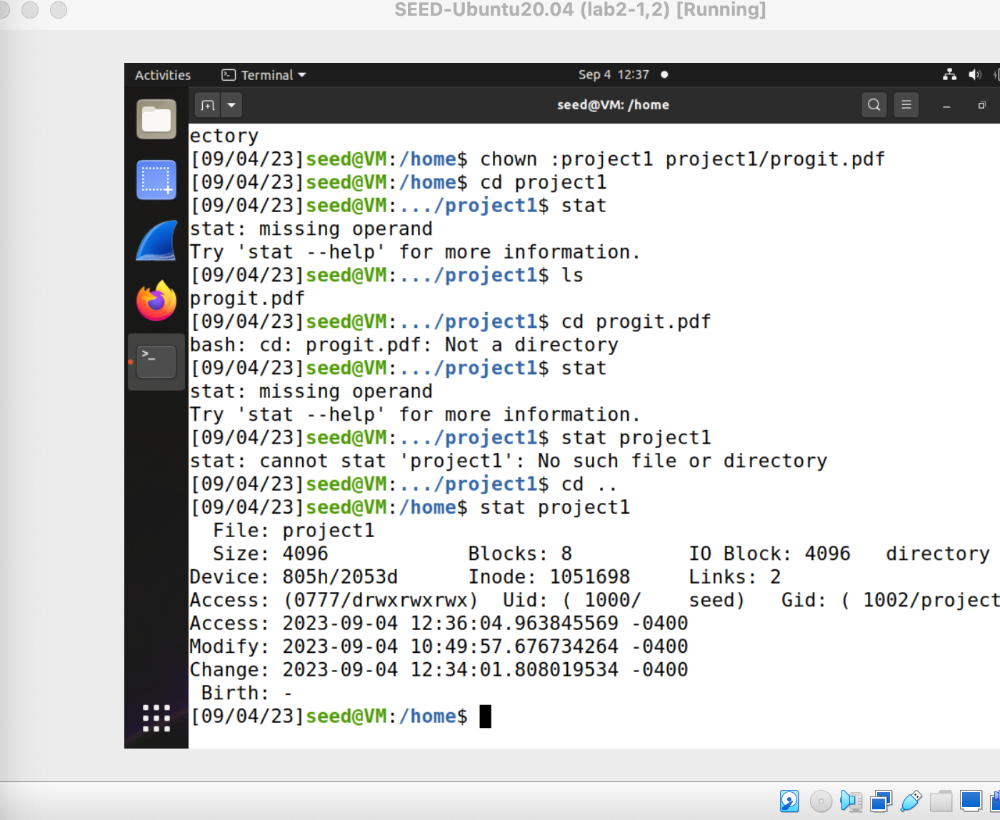 SEED-Ubuntu20.04 (lab2-1,2) [Running]
Activities Terminal Sep 4 12:37
seed@VM: /home
ectory
[09/04/23]seed@VM:/home$ chown :project1 project1/progit.pdf
[09/04/23]seed@VM:/home$ cd project1
[09/04/23]seed@VM:.../project1$ stat
stat: missing operand
Try 'stat --help' for more information.
[09/04/23]seed@VM:.../project1$ ls
progit.pdf
[09/04/23]seed@VM:.../project1$ cd progit.pdf
bash: cd: progit.pdf: Not a directory
[09/04/23]seed@VM:.../project1$ stat
stat: missing operand
Try 'stat --help' for more information.
[09/04/23]seed@VM:.../project1$ stat project1
stat: cannot stat 'project1': No such file or directory
[09/04/23]seed@VM:.../project1$ cd ..
[09/04/23]seed@VM:/home$ stat project1
  File: project1
  Size: 4096            Blocks: 8          IO Block: 4096   directory
Device: 805h/2053d      Inode: 1051698     Links: 2
Access: (0777/drwxrwxrwx)  Uid: ( 1000/    seed)   Gid: ( 1002/project
Access: 2023-09-04 12:36:04.963845569 -0400
Modify: 2023-09-04 10:49:57.676734264 -0400
Change: 2023-09-04 12:34:01.808019534 -0400
 Birth: -
[09/04/23]seed@VM:/home$